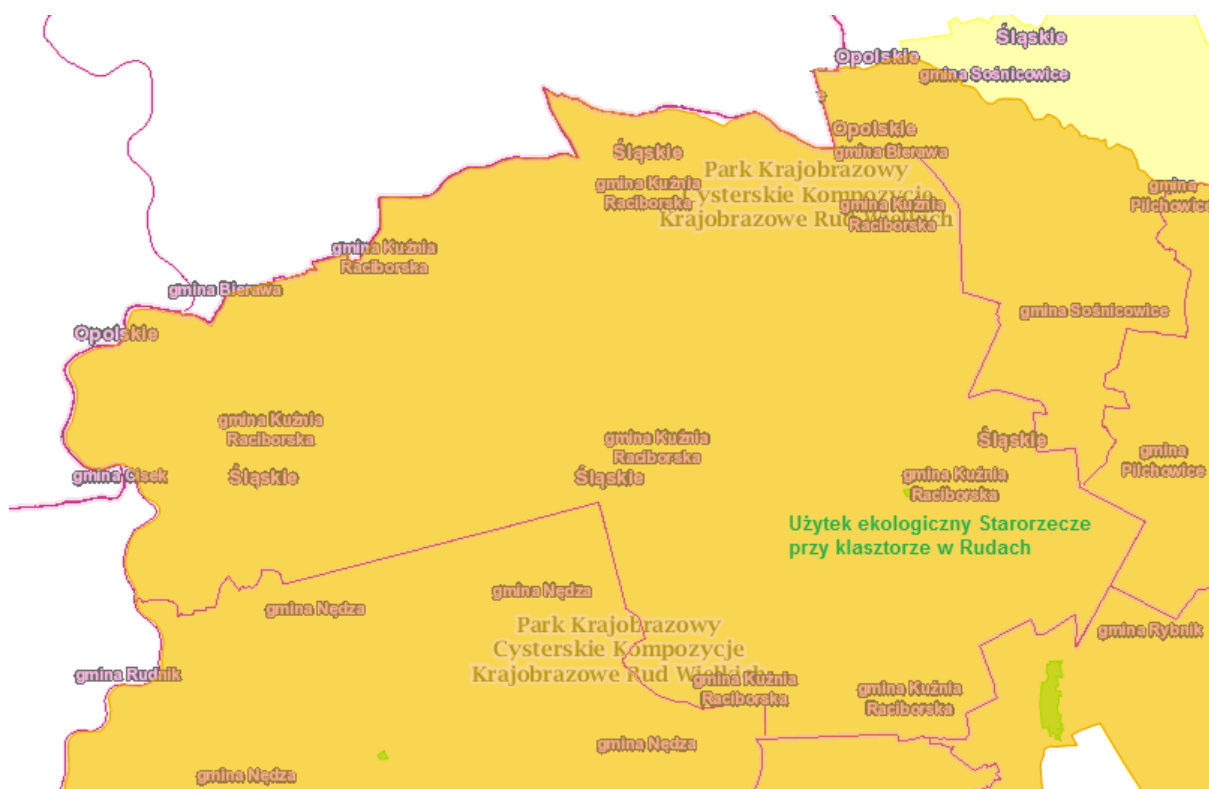 Śląskie
Opolskie
gmina Sośnicowice
Opolskie
gmina Bierawa
Śląskie
Park Krajobrazowy
Cysterskie Kompozycje
Krajobrazowe Rud Wielkich
gmina Kuźnia
Raciborska
gmina Kuźnia
Raciborska
gmina
Pilchowice
gmina Kuźnia
Raciborska
gmina Bierawa
gmina Sośnicowice
Opolskie
gmina Kuźnia
Raciborska
gmina Kuźnia
Raciborska
Śląskie
gmina
Pilchowice
gmina Cisek
Śląskie
Śląskie
gmina Kuźnia
Raciborska
Użytek ekologiczny Starorzecze
przy klasztorze w Rudach
gmina Nędza
gmina Nędza
Park Krajobrazowy
Cysterskie Kompozycje
Krajobrazowe Rud Wielkich
gmina Rybnik
gmina Rudnik
gmina Kuźnia
Raciborska
gmina Kuźnia
Raciborska
gmina Nędza
gmina Nędza